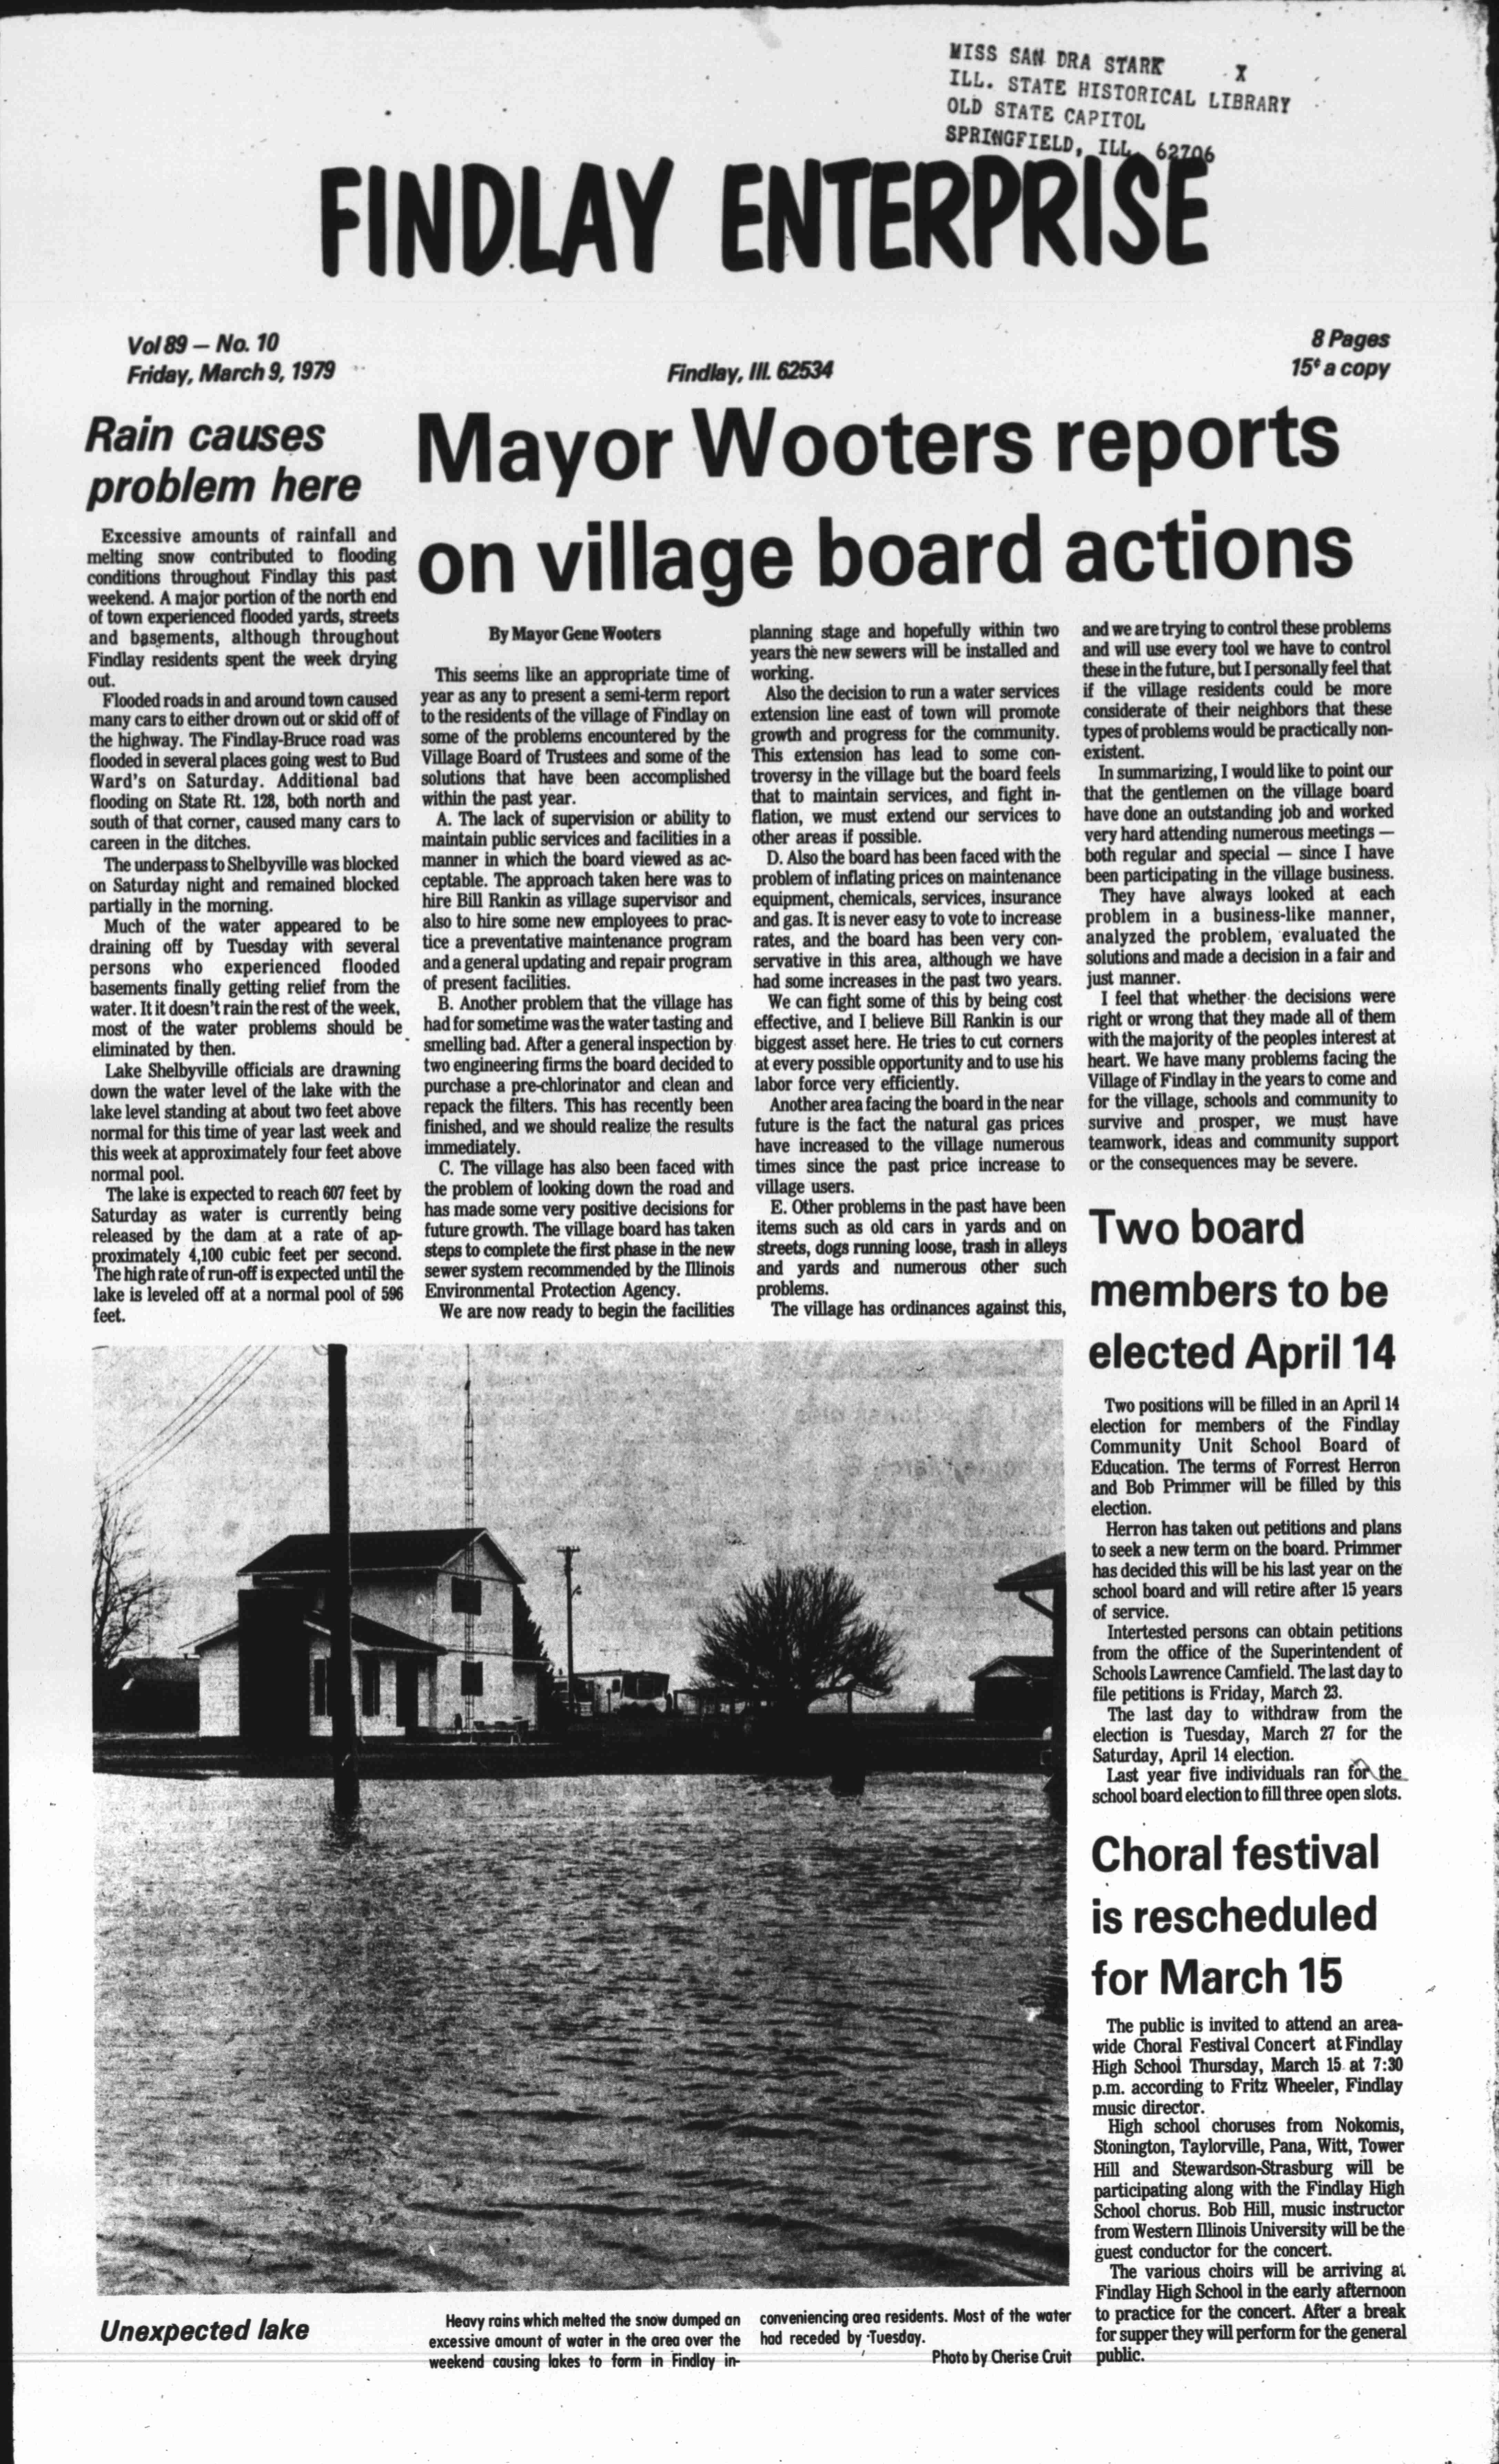 MISS SAN DRA STARK X
ILL. STATE HISTORICAL LIBRARY
OLD STATE CAPITOL
SPRINGFIELD, ILL. 62706
FINDLAY ENTERPRISE
Vol 89 — No. 10
Friday, March 9, 1979
Findlay, Ill. 62534
8 Pages
15¢ a copy
Rain causes
problem here
Excessive amounts of rainfall and
melting snow contributed to flooding
conditions throughout Findlay this past
weekend. A major portion of the north end
of town experienced flooded yards, streets
and basements, although throughout
Findlay residents spent the week drying
out.
Flooded roads in and around town caused
many cars to either drown out or skid off of
the highway. The Findlay-Bruce road was
flooded in several places going west to Bud
Ward's on Saturday. Additional bad
flooding on State Rt. 128, both north and
south of that corner, caused many cars to
careen in the ditches.
The underpass to Shelbyville was blocked
on Saturday night and remained blocked
partially in the morning.
Much of the water appeared to be
draining off by Tuesday with several
persons who experienced flooded
basements finally getting relief from the
water. It it doesn't rain the rest of the week,
most of the water problems should be
eliminated by then.
Lake Shelbyville officials are drawning
down the water level of the lake with the
lake level standing at about two feet above
normal for this time of year last week and
this week at approximately four feet above
normal pool.
The lake is expected to reach 607 feet by
Saturday as water is currently being
released by the dam at a rate of ap-
proximately 4,100 cubic feet per second.
The high rate of run-off is expected until the
lake is leveled off at a normal pool of 596
feet.
Mayor Wooters reports
on village board actions
By Mayor Gene Wooters
This seems like an appropriate time of
year as any to present a semi-term report
to the residents of the village of Findlay on
some of the problems encountered by the
Village Board of Trustees and some of the
solutions that have been accomplished
within the past year.
A. The lack of supervision or ability to
maintain public services and facilities in a
manner in which the board viewed as ac-
ceptable. The approach taken here was to
hire Bill Rankin as village supervisor and
also to hire some new employees to prac-
tice a preventative maintenance program
and a general updating and repair program
of present facilities.
B. Another problem that the village has
had for sometime was the water tasting and
smelling bad. After a general inspection by
two engineering firms the board decided to
purchase a pre-chlorinator and clean and
repack the filters. This has recently been
finished, and we should realize the results
immediately.
C. The village has also been faced with
the problem of looking down the road and
has made some very positive decisions for
future growth. The village board has taken
steps to complete the first phase in the new
sewer system recommended by the Illinois
Environmental Protection Agency.
We are now ready to begin the facilities
planning stage and hopefully within two
years the new sewers will be installed and
working.
Also the decision to run a water services
extension line east of town will promote
growth and progress for the community.
This extension has lead to some con-
troversy in the village but the board feels
that to maintain services, and fight in-
flation, we must extend our services to
other areas if possible.
D. Also the board has been faced with the
problem of inflating prices on maintenance
equipment, chemicals, services, insurance
and gas. It is never easy to vote to increase
rates, and the board has been very con-
servative in this area, although we have
had some increases in the past two years.
We can fight some of this by being cost
effective, and I believe Bill Rankin is our
biggest asset here. He tries to cut corners
at every possible opportunity and to use his
labor force very efficiently.
Another area facing the board in the near
future is the fact the natural gas prices
have increased to the village numerous
times since the past price increase to
village users.
E. Other problems in the past have been
items such as old cars in yards and on
streets, dogs running loose, trash in alleys
and yards and numerous other such
problems.
The village has ordinances against this,
and we are trying to control these problems
and will use every tool we have to control
these in the future, but I personally feel that
if the village residents could be more
considerate of their neighbors that these
types of problems would be practically non-
existent.
In summarizing, I would like to point our
that the gentlemen on the village board
have done an outstanding job and worked
very hard attending numerous meetings —
both regular and special — since I have
been participating in the village business.
They have always looked at each
problem in a business-like manner,
analyzed the problem, evaluated the
solutions and made a decision in a fair and
just manner.
I feel that whether the decisions were
right or wrong that they made all of them
with the majority of the peoples interest at
heart. We have many problems facing the
Village of Findlay in the years to come and
for the village, schools and community to
survive and prosper, we must have
teamwork, ideas and community support
or the consequences may be severe.
Two board
members to be
elected April 14
Two positions will be filled in an April 14
election for members of the Findlay
Community Unit School Board of
Education. The terms of Forrest Herron
and Bob Primmer will be filled by this
election.
Herron has taken out petitions and plans
to seek a new term on the board. Primmer
has decided this will be his last year on the
school board and will retire after 15 years
of service.
Intertested persons can obtain petitions
from the office of the Superintendent of
Schools Lawrence Camfield. The last day to
file petitions is Friday, March 23.
The last day to withdraw from the
election is Tuesday, March 27 for the
Saturday, April 14 election.
Last year five individuals ran for the
school board election to fill three open slots.
Choral festival
is rescheduled
for March 15
The public is invited to attend an area-
wide Choral Festival Concert at Findlay
High School Thursday, March 15 at 7:30
p.m. according to Fritz Wheeler, Findlay
music director.
High school choruses from Nokomis,
Stonington, Taylorville, Pana, Witt, Tower
Hill and Stewardson-Strasburg will be
participating along with the Findlay High
School chorus. Bob Hill, music instructor
from Western Illinois University will be the
guest conductor for the concert.
The various choirs will be arriving at
Findlay High School in the early afternoon
to practice for the concert. After a break
for supper they will perform for the general
public.
Unexpected lake
Heavy rains which melted the snow dumped an
excessive amount of water in the area over the
weekend causing lakes to form in Findlay in-
conveniencing area residents. Most of the water
had receded by Tuesday.
Photo by Cherise Cruit